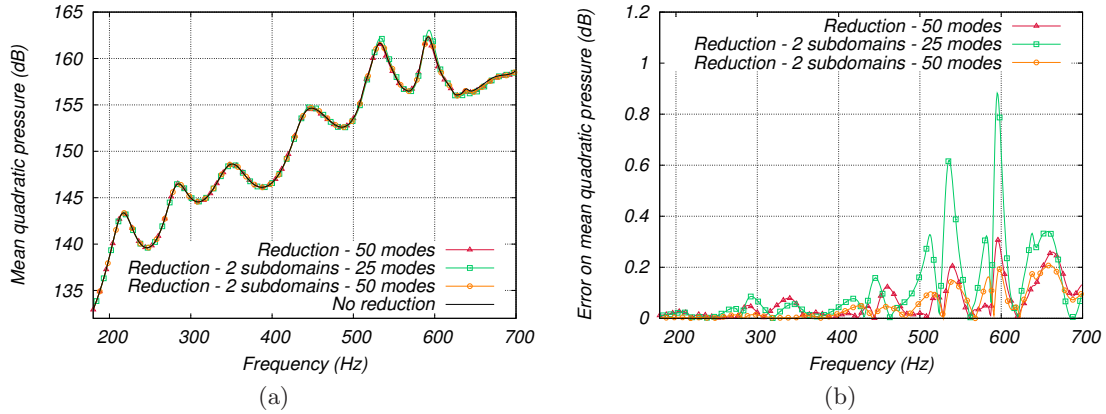 Mean quadratic pressure (dB)
165
160
155
150
145
140
135
Reduction - 50 modes
Reduction - 2 subdomains - 25 modes
Reduction - 2 subdomains - 50 modes
No reduction
200 300 400 500 600 700
Frequency (Hz)
(a)
Error on mean quadratic pressure (dB)
1.2
1
0.8
0.6
0.4
0.2
0
Reduction - 50 modes
Reduction - 2 subdomains - 25 modes
Reduction - 2 subdomains - 50 modes
200 300 400 500 600 700
Frequency (Hz)
(b)